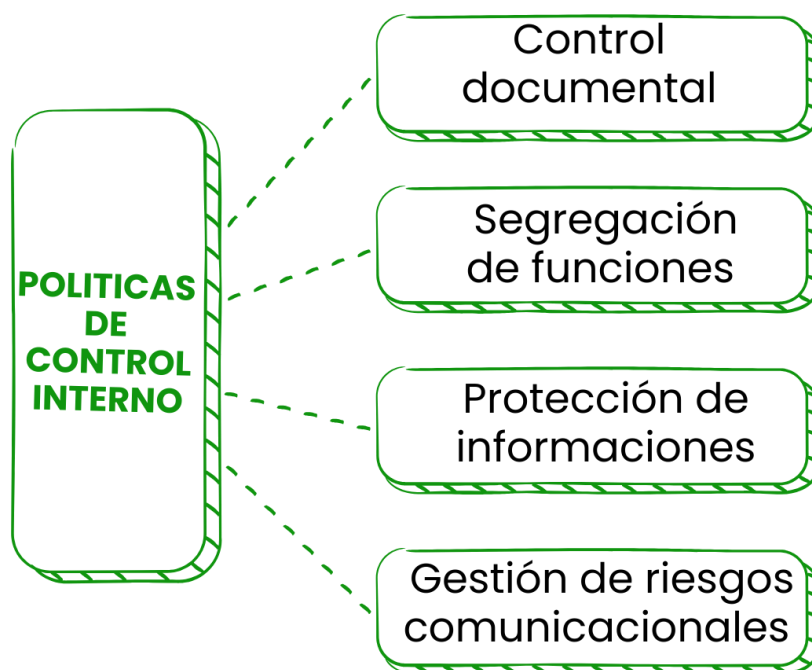 POLITICAS
DE
CONTROL
INTERNO
Control
documental
Segregación
de funciones
Protección de
informaciones
Gestión de riesgos
comunicacionales